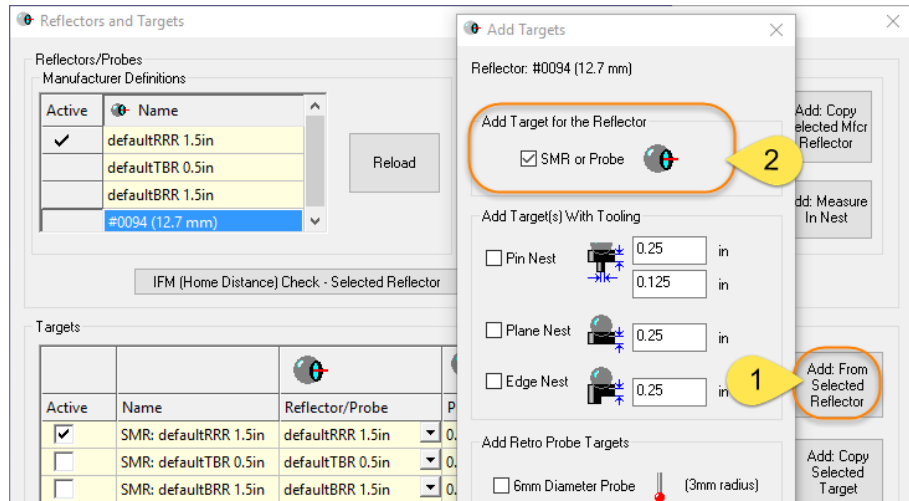 Reflectors and Targets
Reflectors/Probes
Manufacturer Definitions
Active Name
defaultRRR 1.5in
defaultTBR 0.5in
defaultBRR 1.5in
#0094 (12.7 mm)
Reload
IFM (Home Distance) Check - Selected Reflector
Targets
Active Name Reflector/Probe P
SMR: defaultRRR 1.5in defaultRRR 1.5in 0.
SMR: defaultTBR 0.5in defaultTBR 0.5in 0.
SMR: defaultBRR 1.5in defaultBRR 1.5in 0.
Add Targets
Reflector: #0094 (12.7 mm)
Add Target for the Reflector
SMR or Probe
2
Add Target(s) With Tooling
Pin Nest 0.25 in
0.125 in
Plane Nest 0.25 in
Edge Nest 0.25 in
1
Add Retro Probe Targets
6mm Diameter Probe (3mm radius)
Add: Copy
elected Mfcr
Reflector
dd: Measure
In Nest
Add: From
Selected
Reflector
Add: Copy
Selected
Target